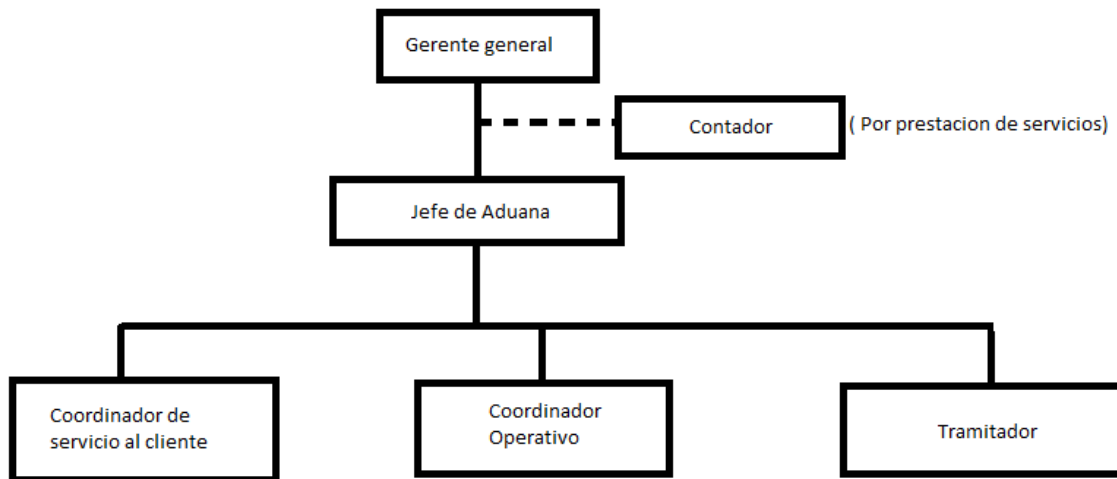 Gerente general
Contador
( Por prestacion de servicios)
Jefe de Aduana
Coordinador de
servicio al cliente
Coordinador
Operativo
Tramitador